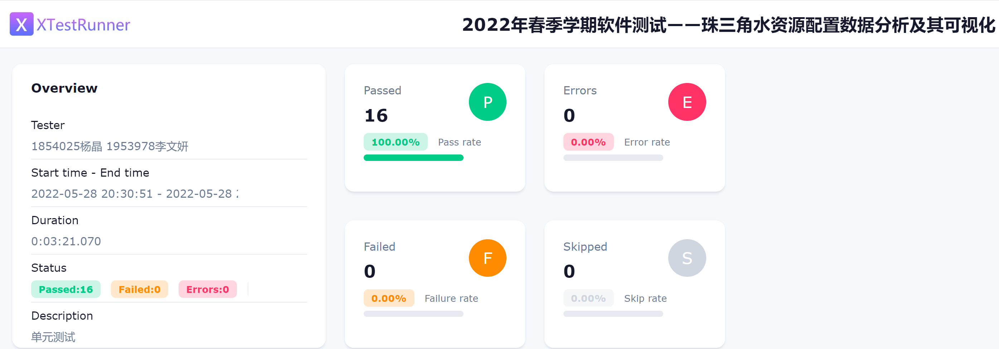 X XTestRunner
2022年春季学期软件测试——珠三角水资源配置数据分析及其可视化
Overview
Tester
1854025杨晶 1953978李文妍
Start time - End time
2022-05-28 20:30:51 - 2022-05-28
Duration
0:03:21.070
Status
Passed:16 Failed:0 Errors:0
Description
单元测试
Passed
P
16
100.00% Pass rate
Errors
E
0
0.00% Error rate
Failed
F
0
0.00% Failure rate
Skipped
S
0
0.00% Skip rate